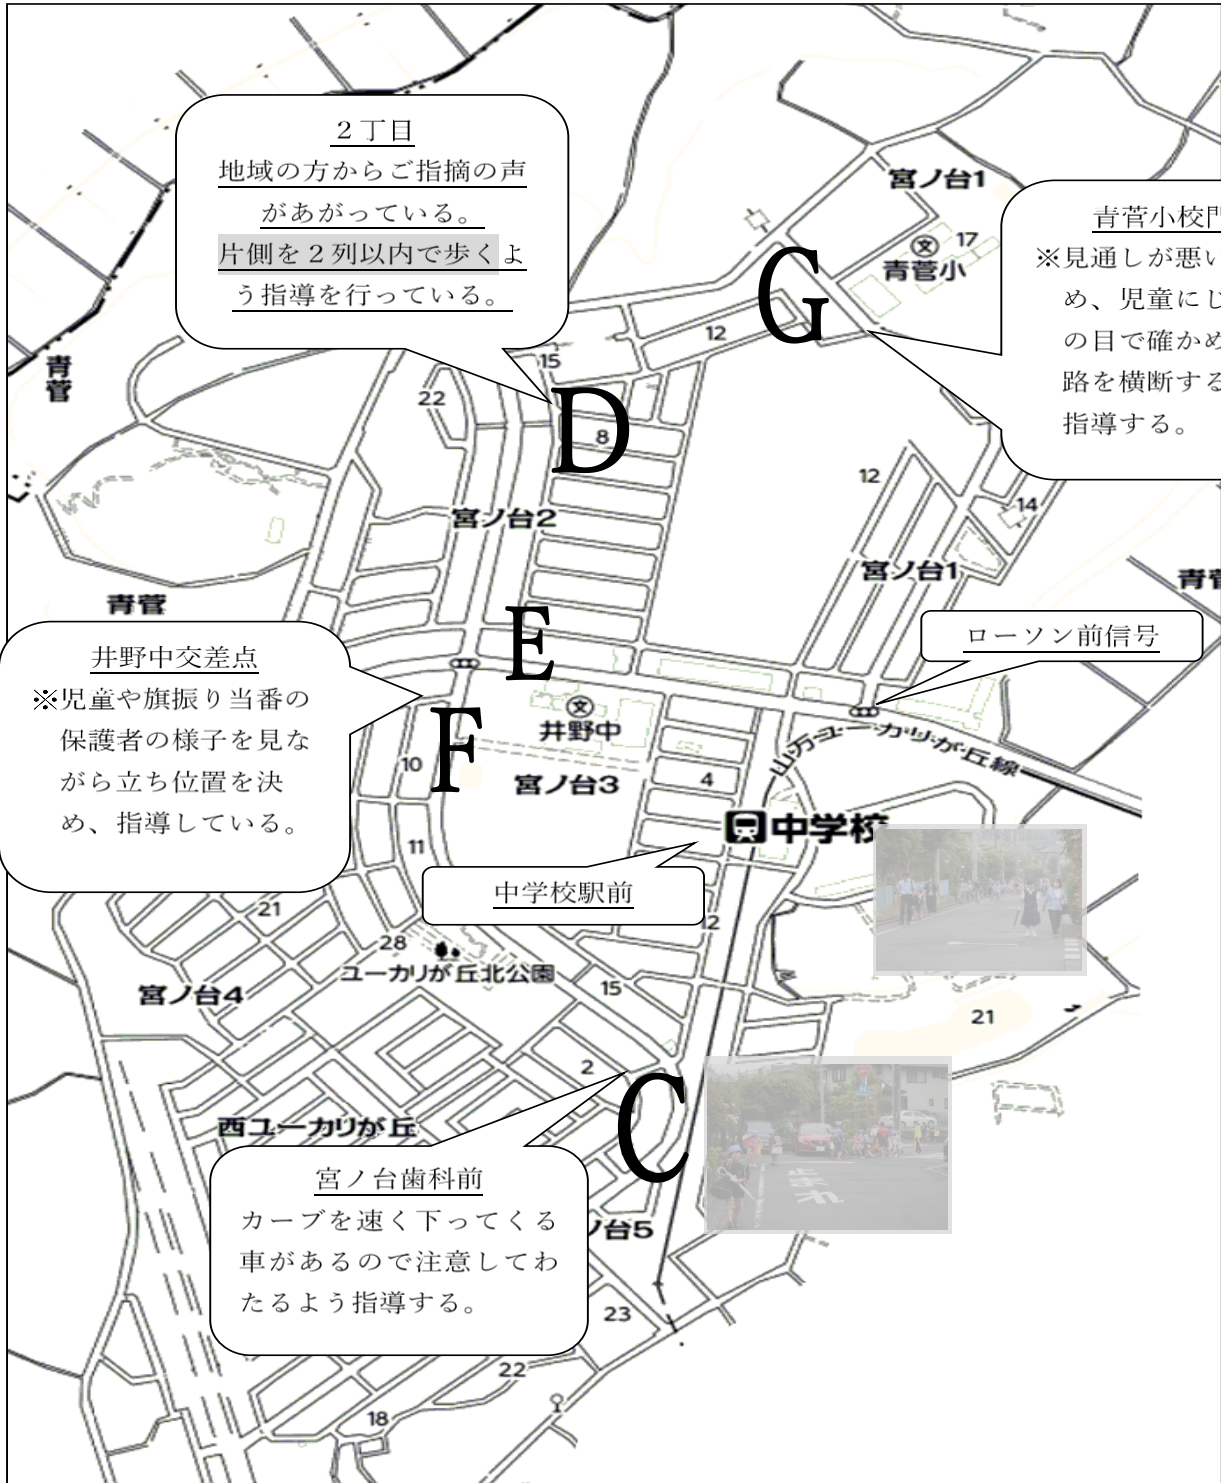 ２丁目
地域の方からご指摘の声
があがっている。
片側を２列以内で歩くよ
う指導を行っている。
宮ノ台1
青菅小校門
※見通しが悪い
め、児童にじ
の目で確かめ
路を横断する
指導する。
文
17
青菅小
G
12
15
青菅
22
D
8
12
宮ノ台2
14
宮ノ台1
青菅
青菅
E
ローソン前信号
井野中交差点
※児童や旗振り当番の
保護者の様子を見な
がら立ち位置を決
め、指導している。
文
井野中
F
山万ユーカリが丘線
10
宮ノ台3
4
中学校
11
中学校駅前
21
12
28
ユーカリが丘北公園
宮ノ台4
15
21
2
C
西ユーカリが丘
宮ノ台歯科前
カーブを速く下ってくる
車があるので注意してわ
たるよう指導する。
止まれ
ノ台5
23
22
18